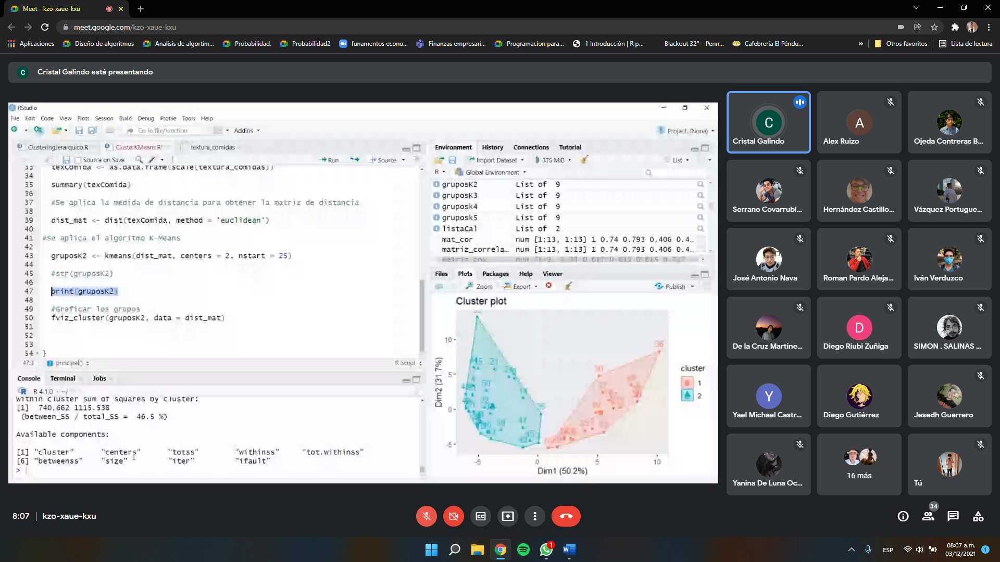 Meet - kzo-xaue-kxu
meet.google.com/kzo-xaue-kxu
Aplicaciones
Diseño de algoritmos
Analisis de algortim...
Probabilidad.
Probabilidad2
funamentos econo...
Finanzas empresari...
Programacion para...
1 Introducción | R p...
Blackout 32" – Penn...
Cafebrería El Péndu...
»
Otros favoritos
Lista de lectura
C
Cristal Galindo está presentando
RStudio
File Edit Code View Plots Session Build Debug Profile Tools Help
Go to file/function
Addins
Project: (None)
ClusteringJerarquico.R
ClusterKMeans.R*
textura_comidas
Source on Save
Run
Source
33 texComida <- as.data.frame(scale(textura_comidas))
34
35 summary(texComida)
36
37 #Se aplica la medida de distancia para obtener la matriz de distancia
38
39 dist_mat <- dist(texComida, method = 'euclidean')
40
41 #Se aplica el algoritmo K-Means
42
43 gruposK2 <- kmeans(dist_mat, centers = 2, nstart = 25)
44
45 #str(gruposK2)
46
47 print(gruposK2)
48
49 #Graficar los grupos
50 fviz_cluster(gruposK2, data = dist_mat)
51
52
53
54 }
47:3 principal() R Script
Console Terminal Jobs
R 4.1.0 · ~/
Within cluster sum of squares by cluster:
[1] 740.662 1115.538
(between_SS / total_SS = 46.5 %)
Available components:
[1] "cluster" "centers" "totss" "withinss" "tot.withinss"
[6] "betweenss" "size" "iter" "ifault"
>
Environment History Connections Tutorial
Import Dataset 375 MiB List
R Global Environment
gruposK2 List of 9
gruposK3 List of 9
gruposk4 List of 9
gruposk5 List of 9
listaCal List of 2
mat_cor num [1:13, 1:13] 1 0.74 0.793 0.406 0.4...
matriz_correla... num [1:13, 1:13] 1 0.74 0.793 0.406 0.4...
Files Plots Packages Help Viewer
Zoom Export Publish
Cluster plot
Dim2 (31.7%)
10
5
0
-5
-5 0 5 10
Dim1 (50.2%)
cluster
1
2
C
Cristal Galindo
A
Alex Ruizo
Ojeda Contreras B...
Serrano Covarrubi...
Hernández Castillo...
Vázquez Portugue...
José Antonio Nava
Roman Pardo Aleja...
Iván Verduzco
De la Cruz Martíne...
D
Diego Riubi Zuñiga
SIMON . SALINAS ...
Y
Yael Michael Castr...
Diego Gutiérrez
Jesedh Guerrero
Yanina De Luna Oc...
16 más
Tú
8:07 | kzo-xaue-kxu
34
1
W
ESP
08:07 a.m.
03/12/2021
1